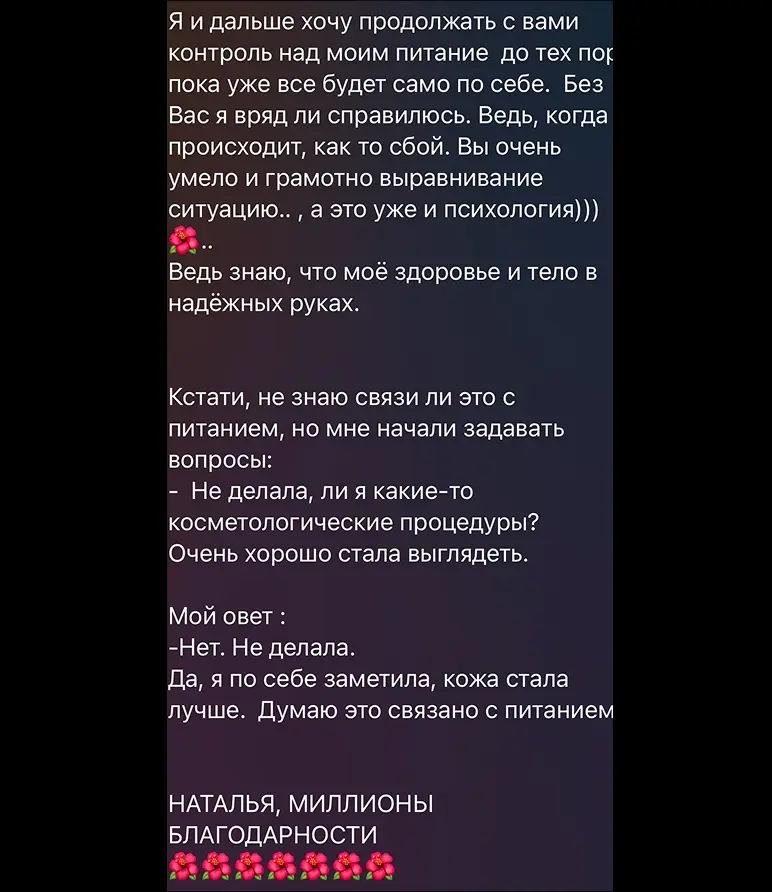 Я и дальше хочу продолжать с вами
контроль над моим питание  до тех пор
пока уже все будет само по себе.  Без
Вас я вряд ли справилюсь. Ведь, когда
происходит, как то сбой. Вы очень
умело и грамотно выравнивание
ситуацию.. , а это уже и психология)))
🌺..
Ведь знаю, что моё здоровье и тело в
надёжных руках.
Кстати, не знаю связи ли это с
питанием, но мне начали задавать
вопросы:
-  Не делала, ли я какие-то
косметологические процедуры?
Очень хорошо стала выглядеть.
Мой овет :
-Нет. Не делала.
Да, я по себе заметила, кожа стала
лучше.  Думаю это связано с питанием
НАТАЛЬЯ, МИЛЛИОНЫ
БЛАГОДАРНОСТИ
🌺🌺🌺🌺🌺🌺🌺